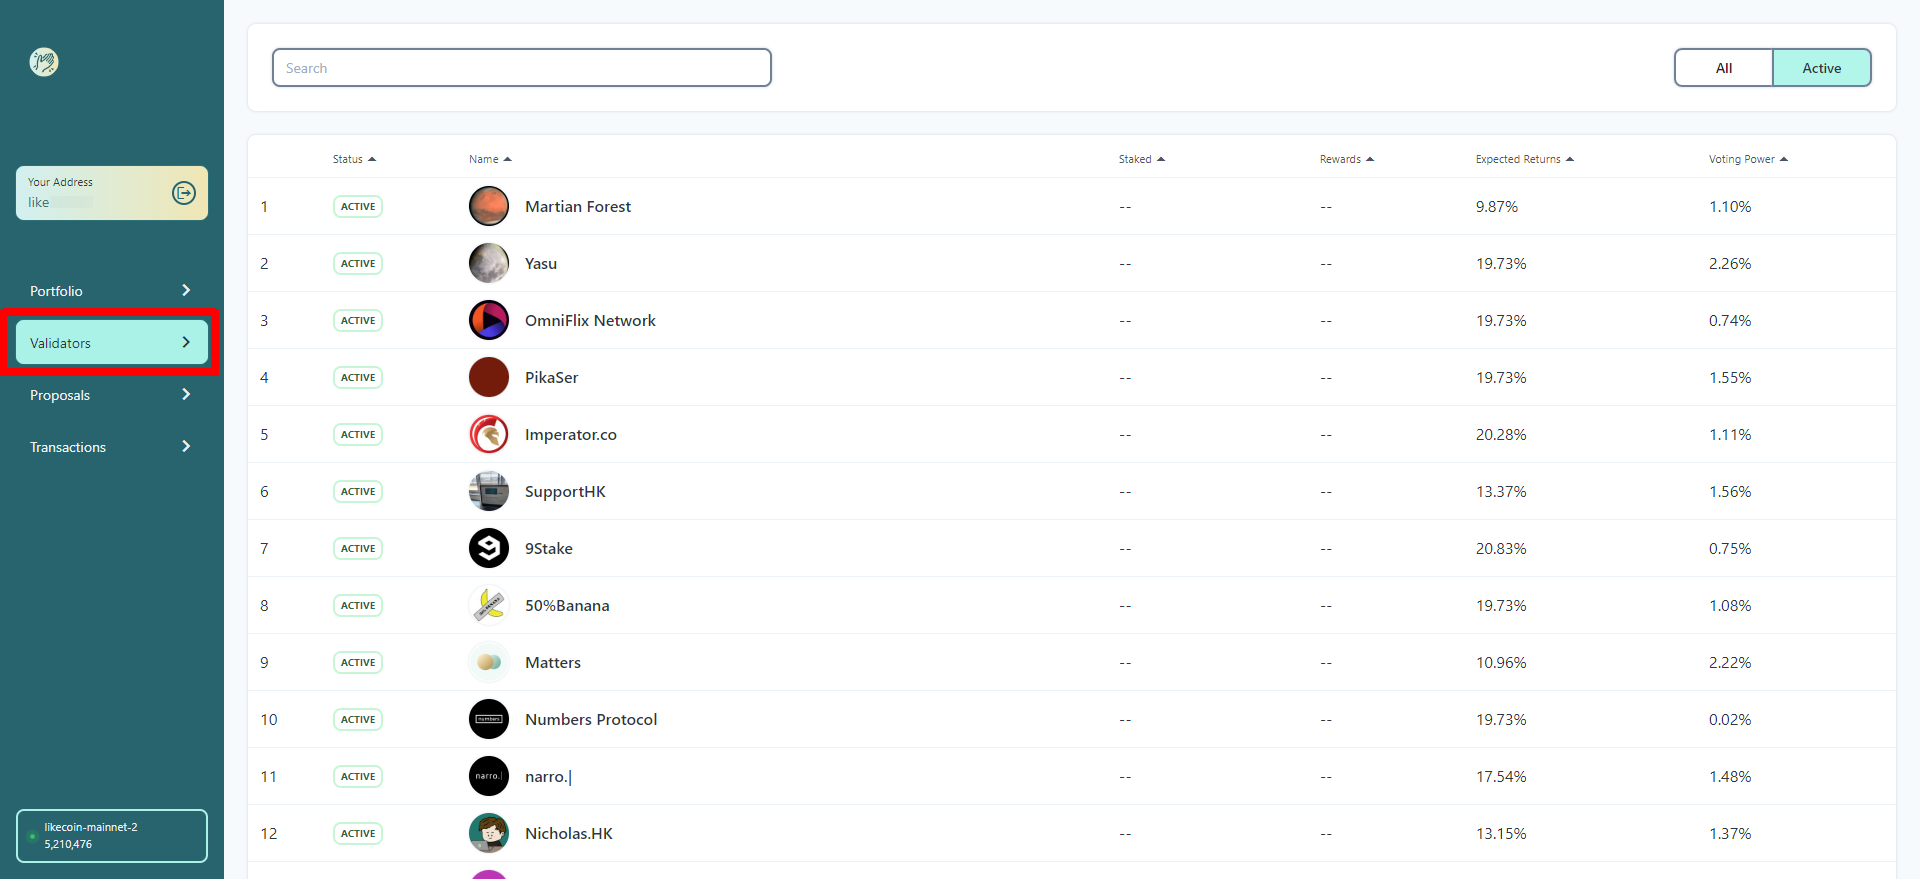 Search
All
Active
Your Address
like
Portfolio
Validators
Proposals
Transactions
likecoin-mainnet-2
5,210,476
Status Name Staked Rewards Expected Returns Voting Power
1 ACTIVE Martian Forest -- -- 9.87% 1.10%
2 ACTIVE Yasu -- -- 19.73% 2.26%
3 ACTIVE OmniFlix Network -- -- 19.73% 0.74%
4 ACTIVE PikaSer -- -- 19.73% 1.55%
5 ACTIVE Imperator.co -- -- 20.28% 1.11%
6 ACTIVE SupportHK -- -- 13.37% 1.56%
7 ACTIVE 9Stake -- -- 20.83% 0.75%
8 ACTIVE 50%Banana -- -- 19.73% 1.08%
9 ACTIVE Matters -- -- 10.96% 2.22%
10 ACTIVE numbers Numbers Protocol -- -- 19.73% 0.02%
11 ACTIVE narro.| narro.| -- -- 17.54% 1.48%
12 ACTIVE Nicholas.HK -- -- 13.15% 1.37%